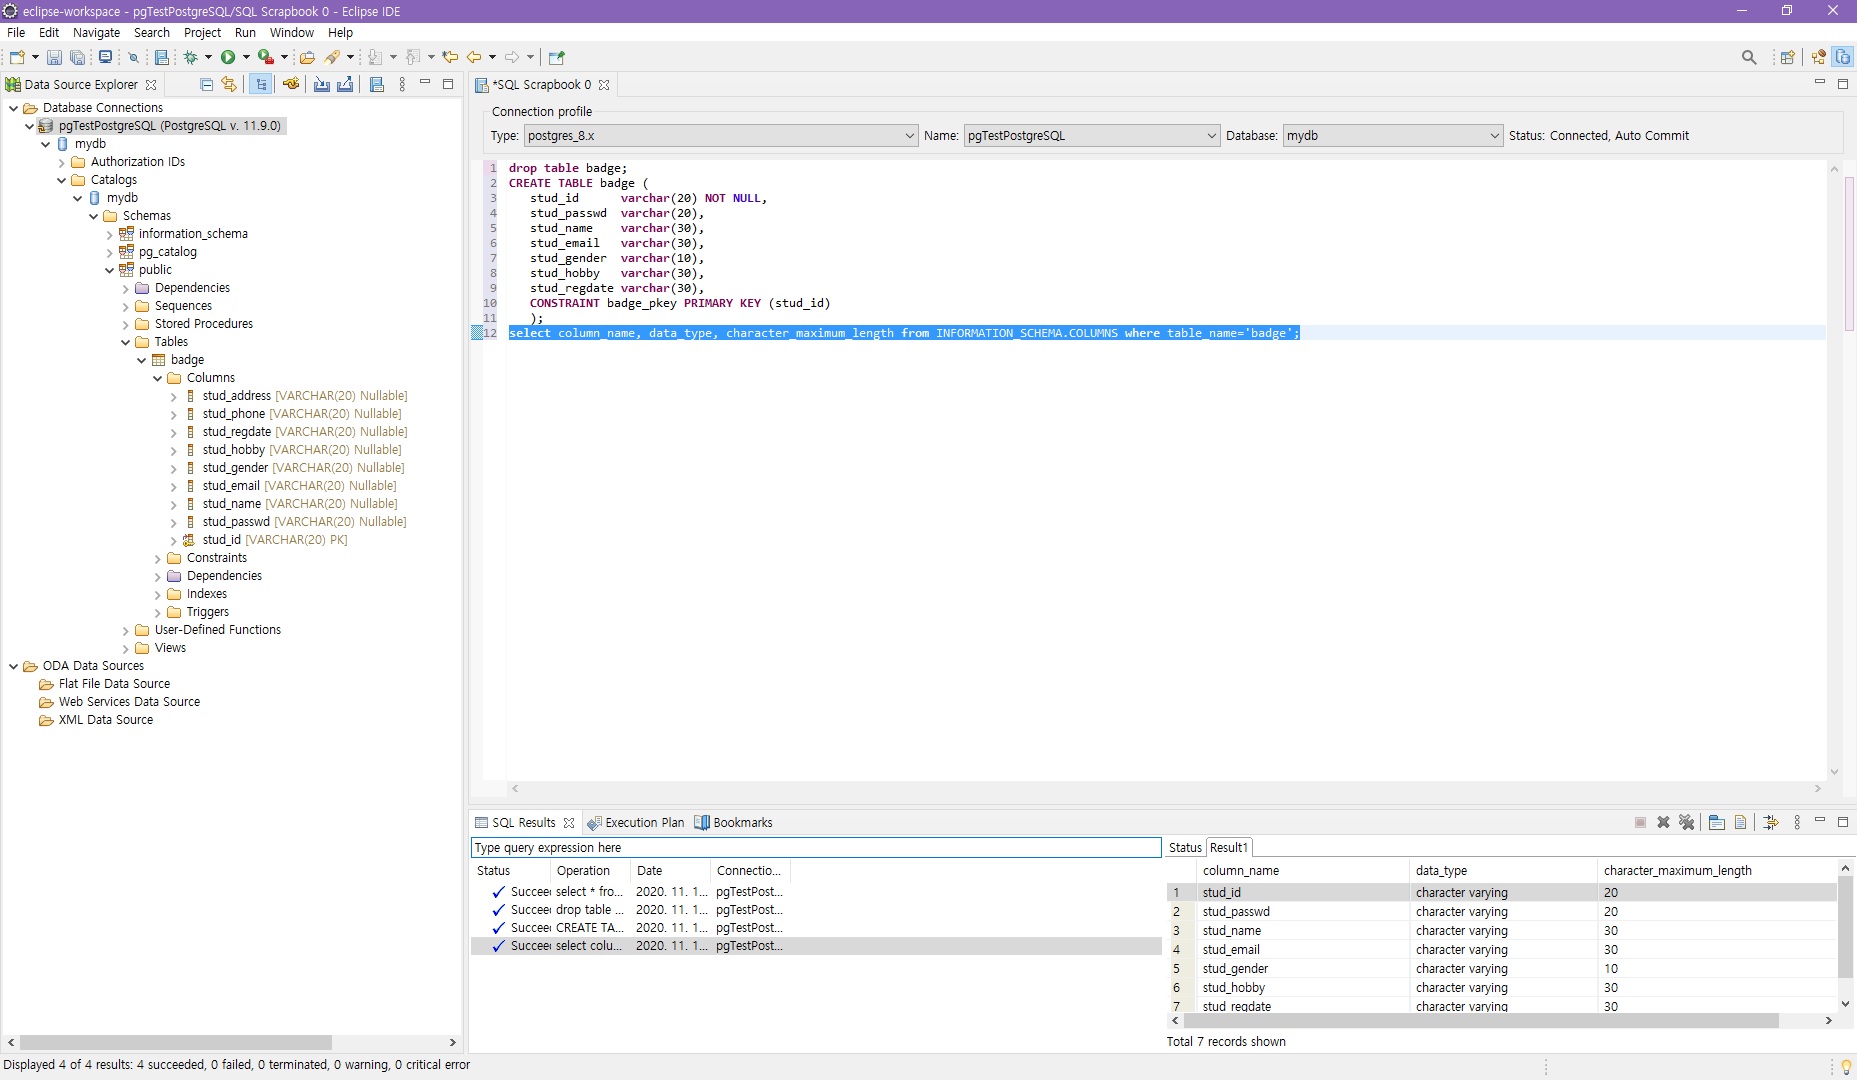 eclipse-workspace - pgTestPostgreSQL/SQL Scrapbook 0 - Eclipse IDE
File Edit Navigate Search Project Run Window Help
Data Source Explorer
Database Connections
pgTestPostgreSQL (PostgreSQL v. 11.9.0)
mydb
Authorization IDs
Catalogs
mydb
Schemas
information_schema
pg_catalog
public
Dependencies
Sequences
Stored Procedures
Tables
badge
Columns
stud_address [VARCHAR(20) Nullable]
stud_phone [VARCHAR(20) Nullable]
stud_regdate [VARCHAR(20) Nullable]
stud_hobby [VARCHAR(20) Nullable]
stud_gender [VARCHAR(20) Nullable]
stud_email [VARCHAR(20) Nullable]
stud_name [VARCHAR(20) Nullable]
stud_passwd [VARCHAR(20) Nullable]
stud_id [VARCHAR(20) PK]
Constraints
Dependencies
Indexes
Triggers
User-Defined Functions
Views
ODA Data Sources
Flat File Data Source
Web Services Data Source
XML Data Source
*SQL Scrapbook 0
Connection profile
Type: postgres_8.x Name: pgTestPostgreSQL Database: mydb Status: Connected, Auto Commit
1 drop table badge;
2 CREATE TABLE badge (
3 stud_id varchar(20) NOT NULL,
4 stud_passwd varchar(20),
5 stud_name varchar(30),
6 stud_email varchar(30),
7 stud_gender varchar(10),
8 stud_hobby varchar(30),
9 stud_regdate varchar(30),
10 CONSTRAINT badge_pkey PRIMARY KEY (stud_id)
11 );
12 select column_name, data_type, character_maximum_length from INFORMATION_SCHEMA.COLUMNS where table_name='badge';
SQL Results Execution Plan Bookmarks
Type query expression here
Status Operation Date Connectio...
Succee select * fro... 2020. 11. 1... pgTestPost...
Succee drop table ... 2020. 11. 1... pgTestPost...
Succee CREATE TA... 2020. 11. 1... pgTestPost...
Succee select colu... 2020. 11. 1... pgTestPost...
Status Result1
column_name data_type character_maximum_length
1 stud_id character varying 20
2 stud_passwd character varying 20
3 stud_name character varying 30
4 stud_email character varying 30
5 stud_gender character varying 10
6 stud_hobby character varying 30
7 stud_regdate character varying 30
Total 7 records shown
Displayed 4 of 4 results: 4 succeeded, 0 failed, 0 terminated, 0 warning, 0 critical error